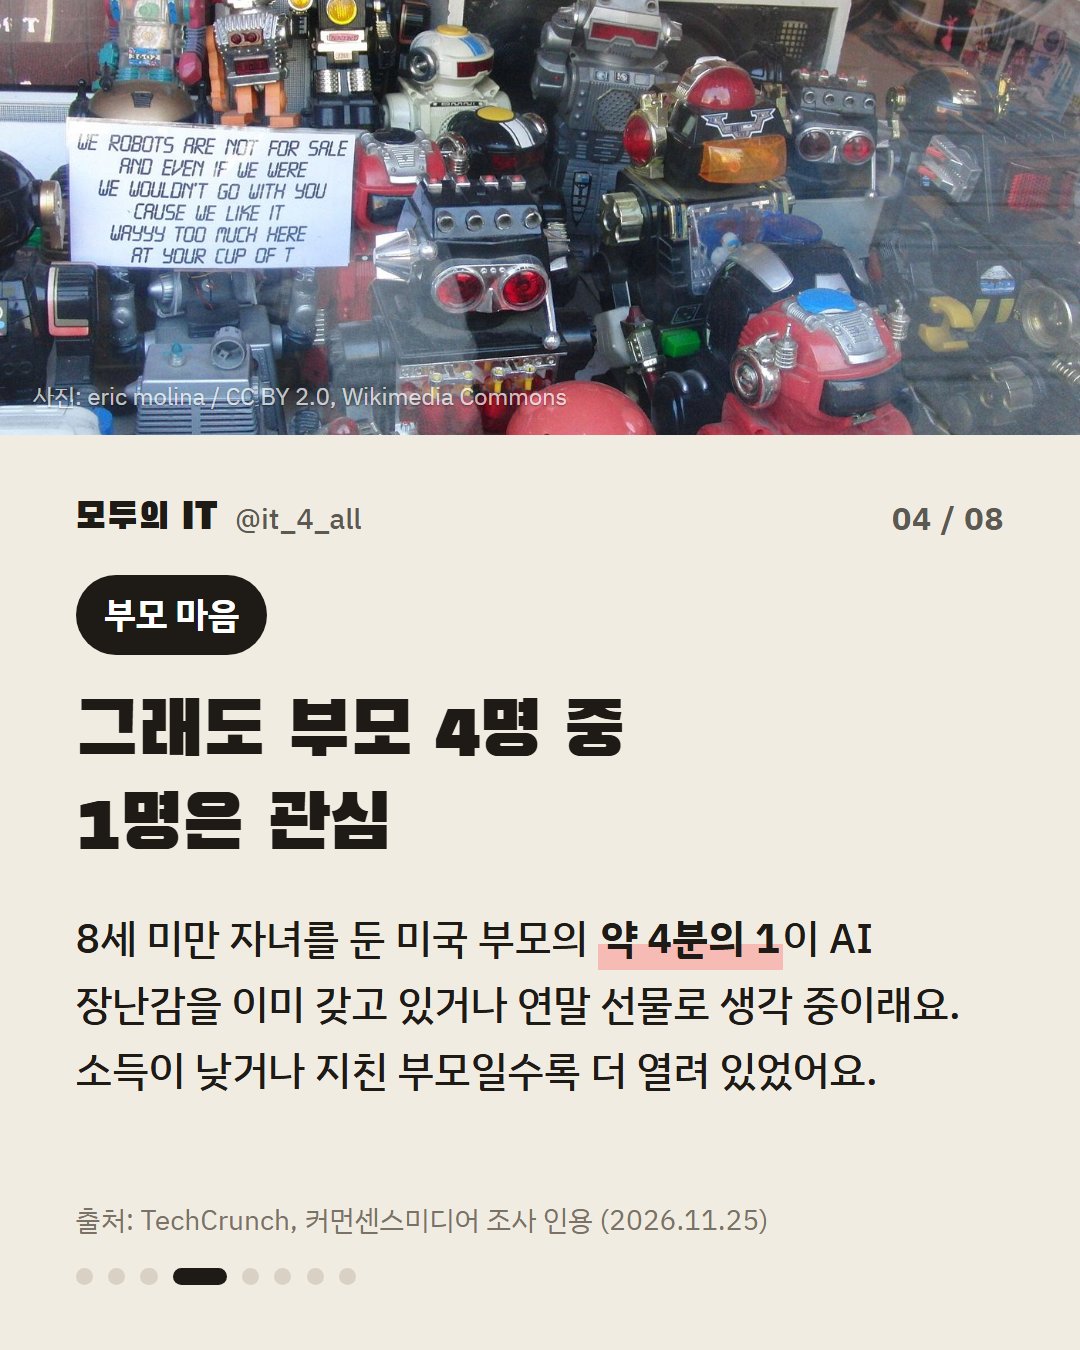 WE ROBOTS ARE NOT FOR SALE
AND EVEN IF WE WERE
WE WOULDN'T GO WITH YOU
CAUSE WE LIKE IT
WAYYY TOO MUCH HERE
AT YOUR CUP OF T
사진: eric molina / CC BY 2.0, Wikimedia Commons
모두의 IT @it_4_all
04 / 08
부모 마음
그래도 부모 4명 중
1명은 관심
8세 미만 자녀를 둔 미국 부모의 약 4분의 1이 AI
장난감을 이미 갖고 있거나 연말 선물로 생각 중이래요.
소득이 낮거나 지친 부모일수록 더 열려 있었어요.
출처: TechCrunch, 커먼센스미디어 조사 인용 (2026.11.25)